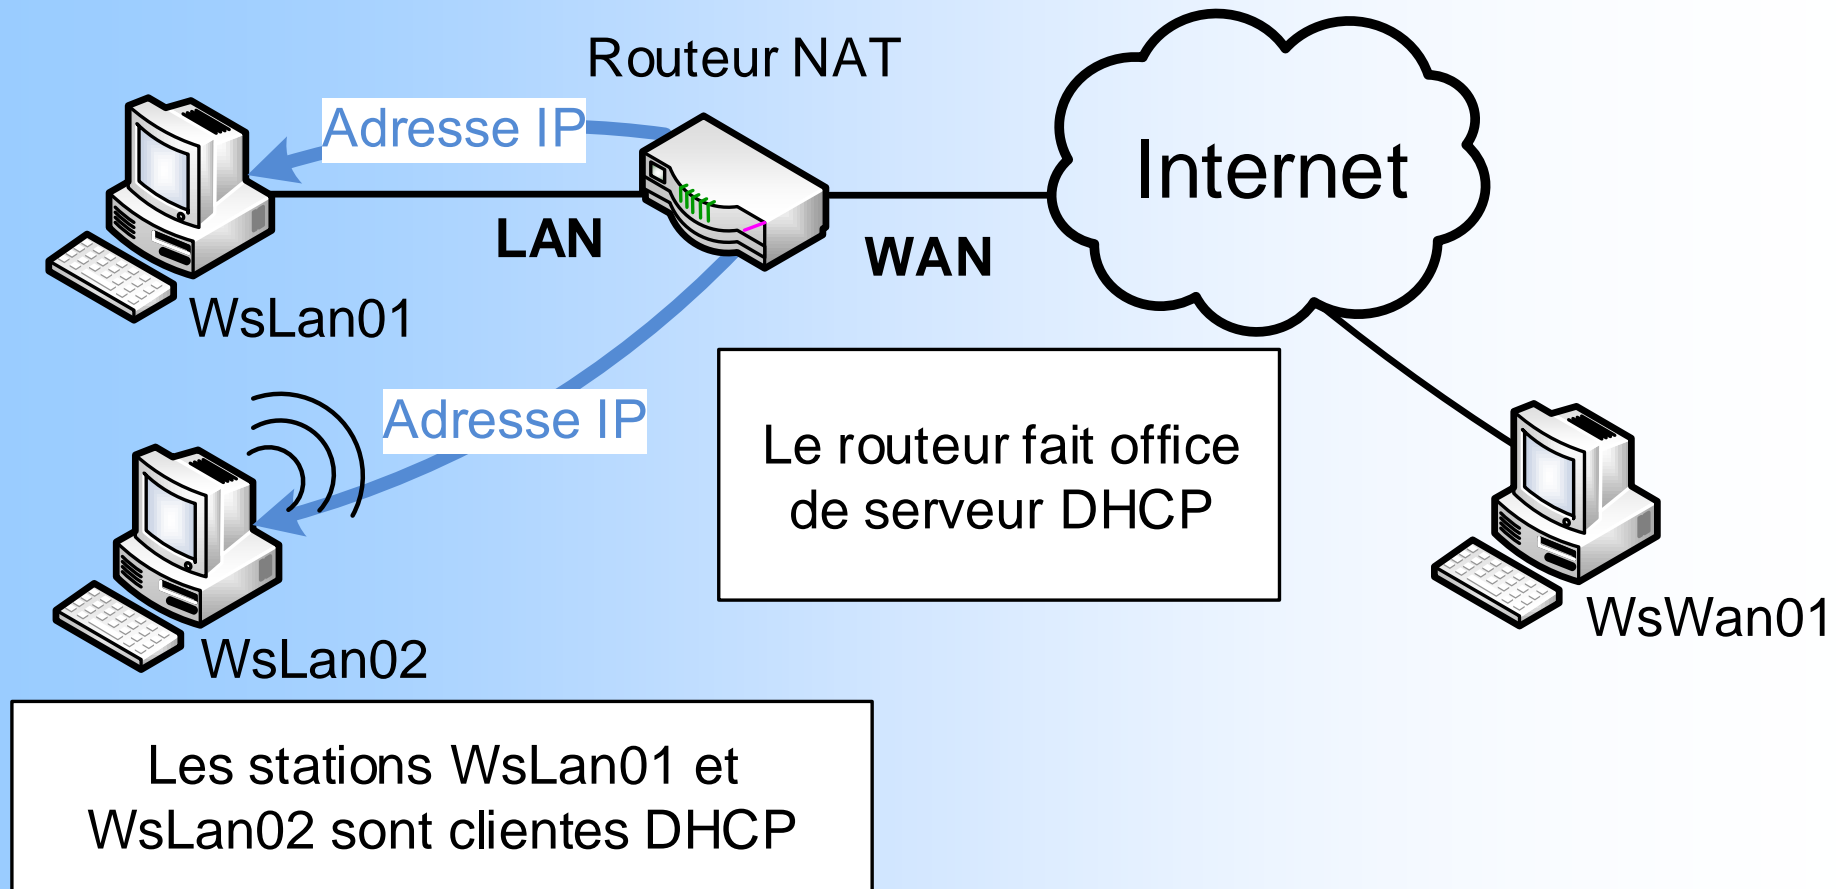 Routeur NAT
Adresse IP
Internet
LAN
WAN
WsLan01
Adresse IP
Le routeur fait office
de serveur DHCP
WsWan01
WsLan02
Les stations WsLan01 et
WsLan02 sont clientes DHCP